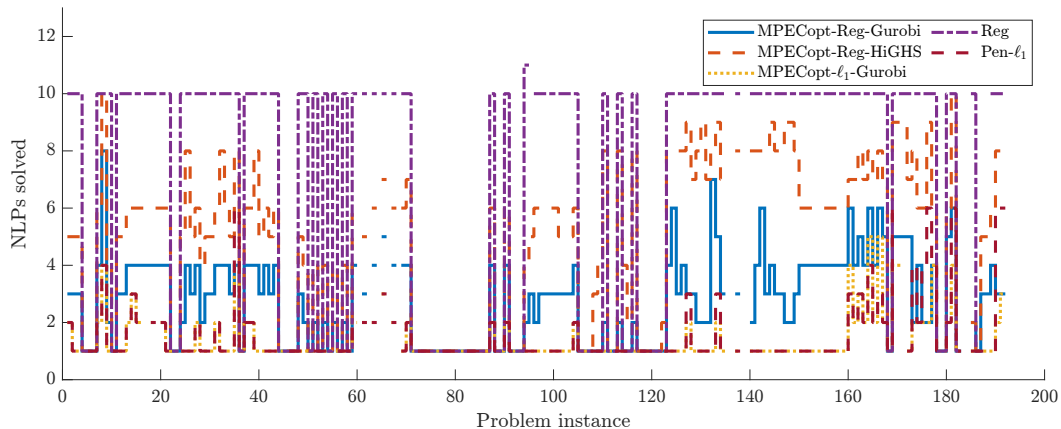 12
10
8
6
4
2
0
NLPs solved
MPECopt-Reg-Gurobi
MPECopt-Reg-HiGHS
MPECopt-ℓ₁-Gurobi
Reg
Pen-ℓ₁
0 20 40 60 80 100 120 140 160 180 200
Problem instance